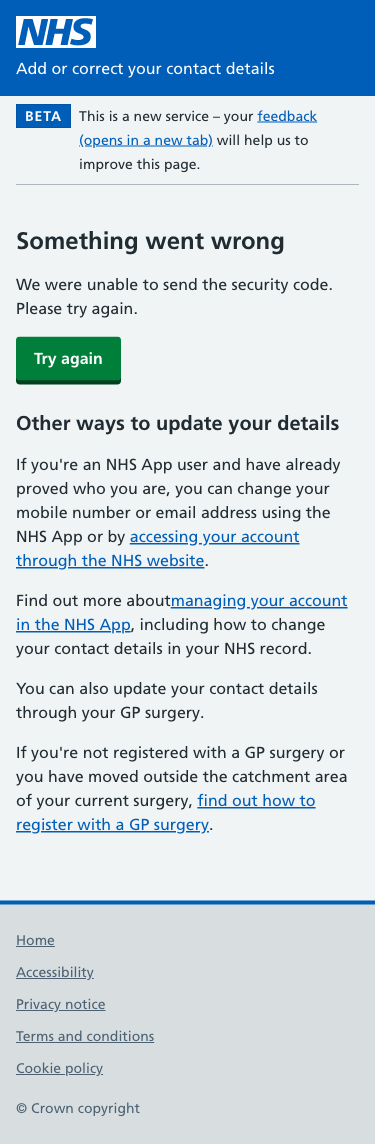 NHS
Add or correct your contact details
BETA
This is a new service – your feedback
(opens in a new tab) will help us to
improve this page.
Something went wrong
We were unable to send the security code.
Please try again.
Try again
Other ways to update your details
If you're an NHS App user and have already
proved who you are, you can change your
mobile number or email address using the
NHS App or by accessing your account
through the NHS website.
Find out more aboutmanaging your account
in the NHS App, including how to change
your contact details in your NHS record.
You can also update your contact details
through your GP surgery.
If you're not registered with a GP surgery or
you have moved outside the catchment area
of your current surgery, find out how to
register with a GP surgery.
Home
Accessibility
Privacy notice
Terms and conditions
Cookie policy
© Crown copyright